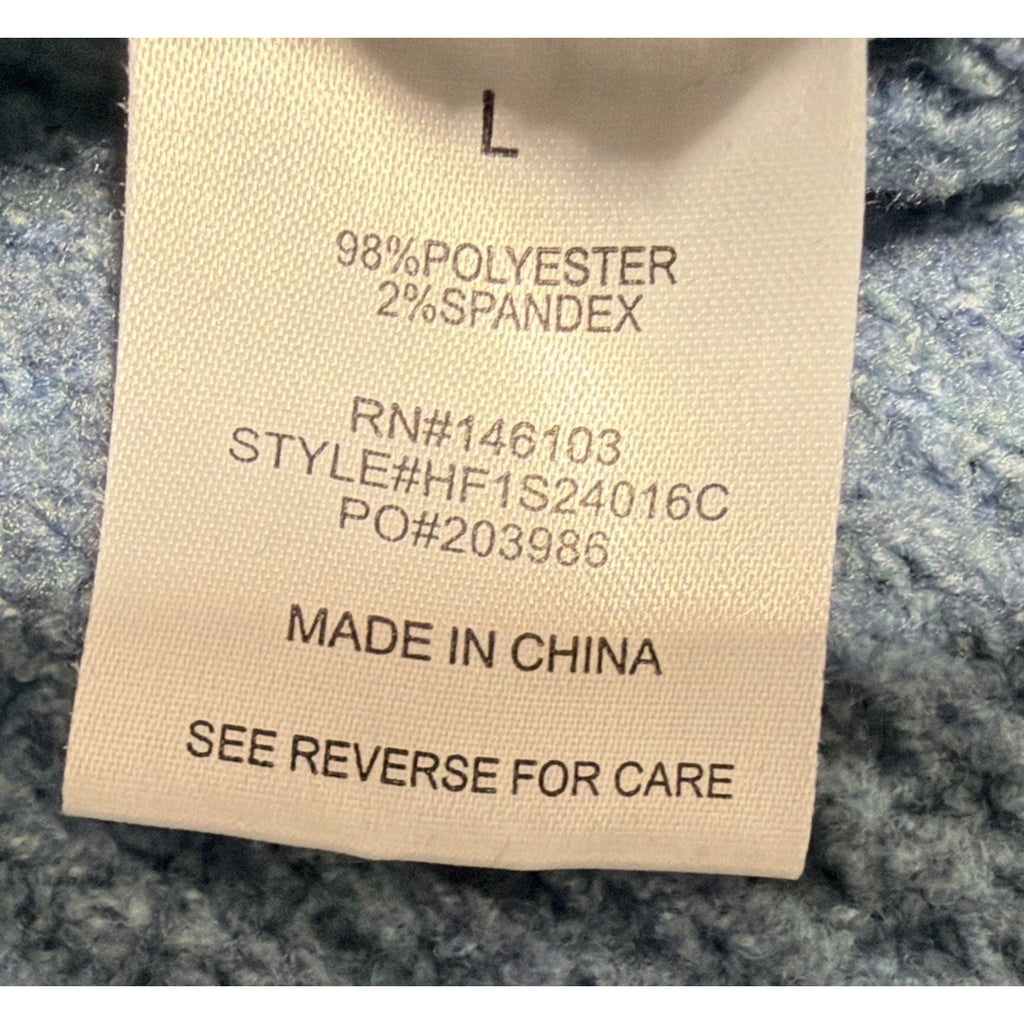 L
98%POLYESTER
2%SPANDEX
RN#146103
STYLE#HF1S24016C
PO#203986
MADE IN CHINA
SEE REVERSE FOR CARE